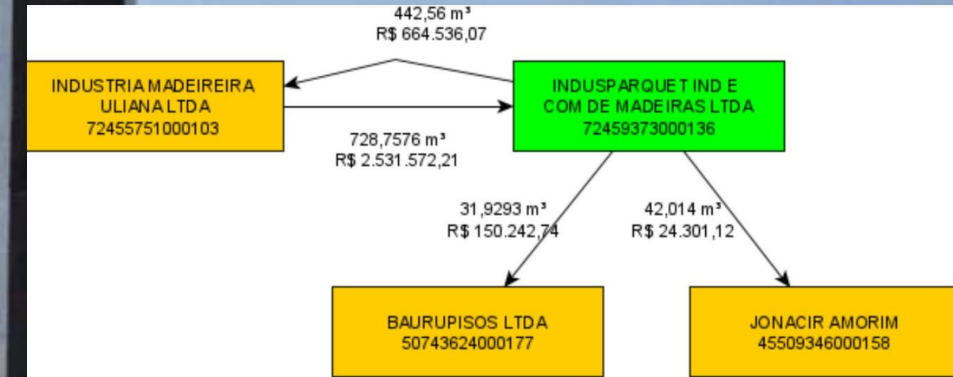 442,56 m³
R$ 664.536,07
INDUSTRIA MADEIREIRA
ULIANA LTDA
72455751000103
INDUSPARQUET IND E
COM DE MADEIRAS LTDA
72459373000136
728,7576 m³
R$ 2.531.572,21
31,9293 m³
R$ 150.242,74
42,014 m³
R$ 24.301,12
BAURUPISOS LTDA
50743624000177
JONACIR AMORIM
45509346000158